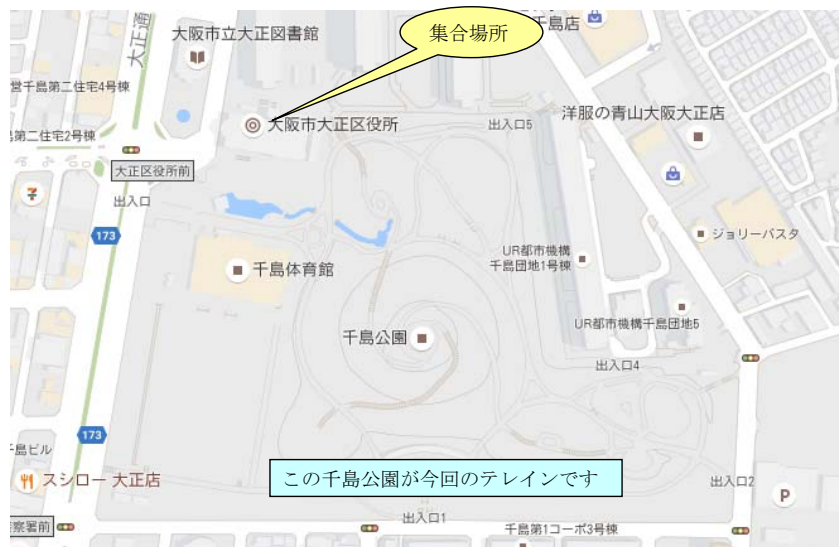 集合場所
千島店
大正通
大阪市立大正図書館
営千島第二住宅4号棟
大阪市大正区役所
出入口5
洋服の青山大阪大正店
第二住宅2号棟
大正区役所前
出入口
173
ジョリーパスタ
UR都市機構
千島団地1号棟
千島体育館
UR都市機構千島団地5
千島公園
出入口4
173
島ビル
スシロー 大正店
この千島公園が今回のテレインです
出入口2
P
出入口1
察署前
千島第1コーポ3号棟